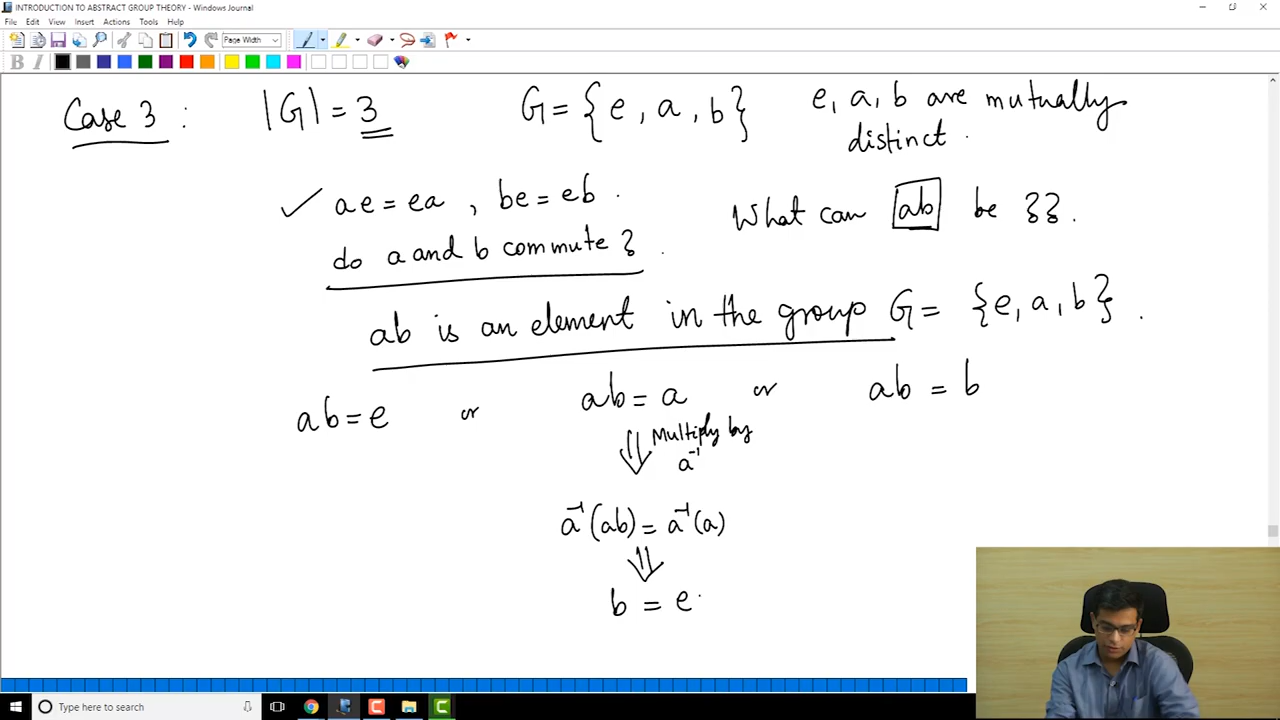 INTRODUCTION TO ABSTRACT GROUP THEORY - Windows Journal
File Edit View Insert Actions Tools Help
Page Width
B I
Case 3 : |G| = 3 G = {e, a, b} e, a, b are mutually
distinct.
✓ ae = ea , be = eb .
What can ab be ??.
do a and b commute ? .
ab is an element in the group G = {e, a, b} .
ab = e or ab = a or ab = b
⇓ Multiply by
a⁻¹
a⁻¹(ab) = a⁻¹(a)
⇓
b = e.
Type here to search